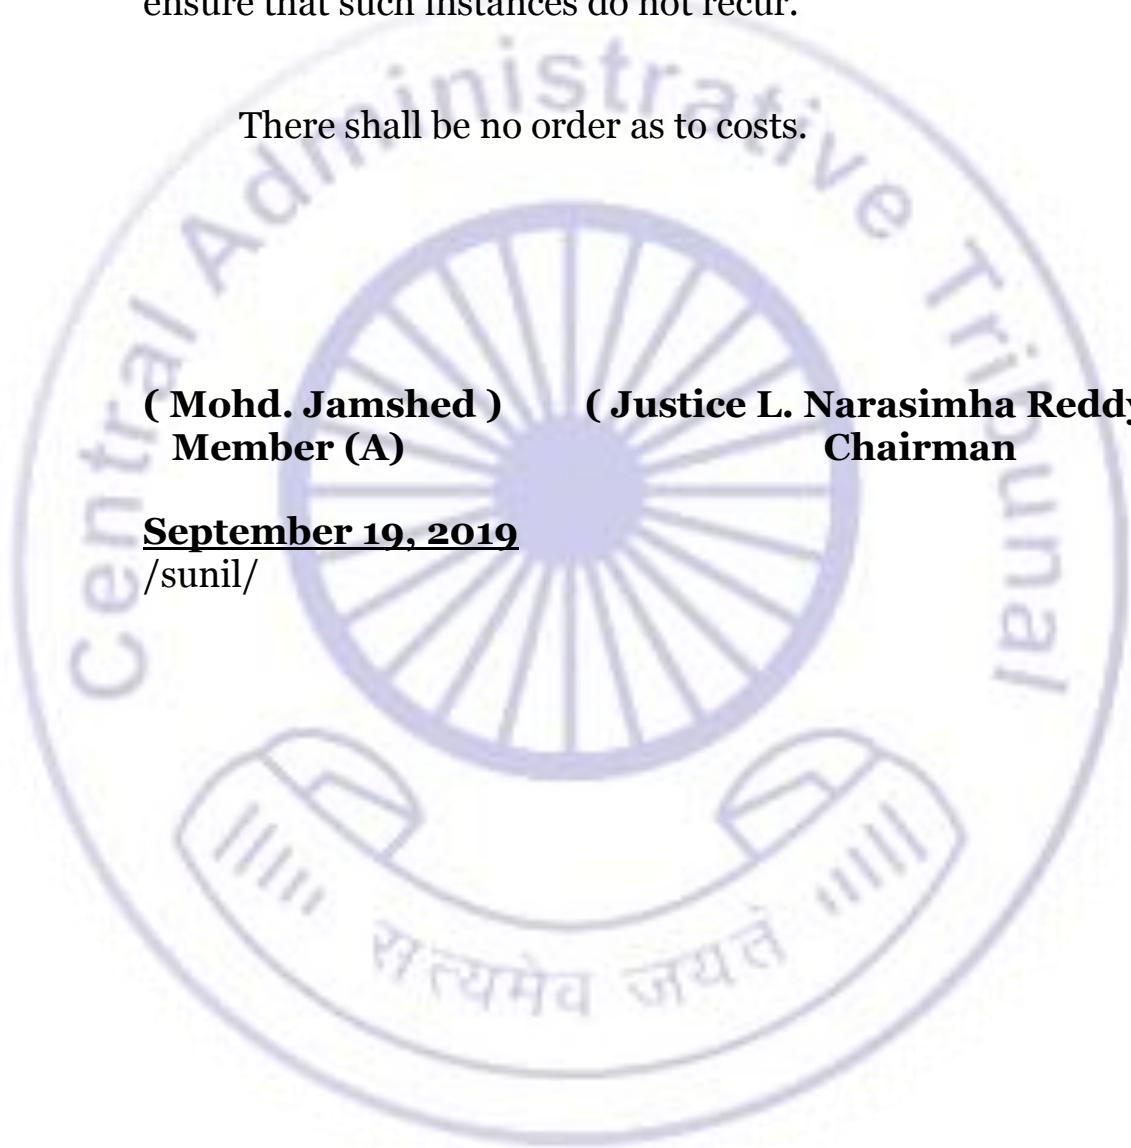 ensure that such instances do not recur.
There shall be no order as to costs.
( Mohd. Jamshed ) ( Justice L. Narasimha Reddy
Member (A) Chairman
September 19, 2019
/sunil/
Central Administrative Tribunal
सत्यमेव जयते